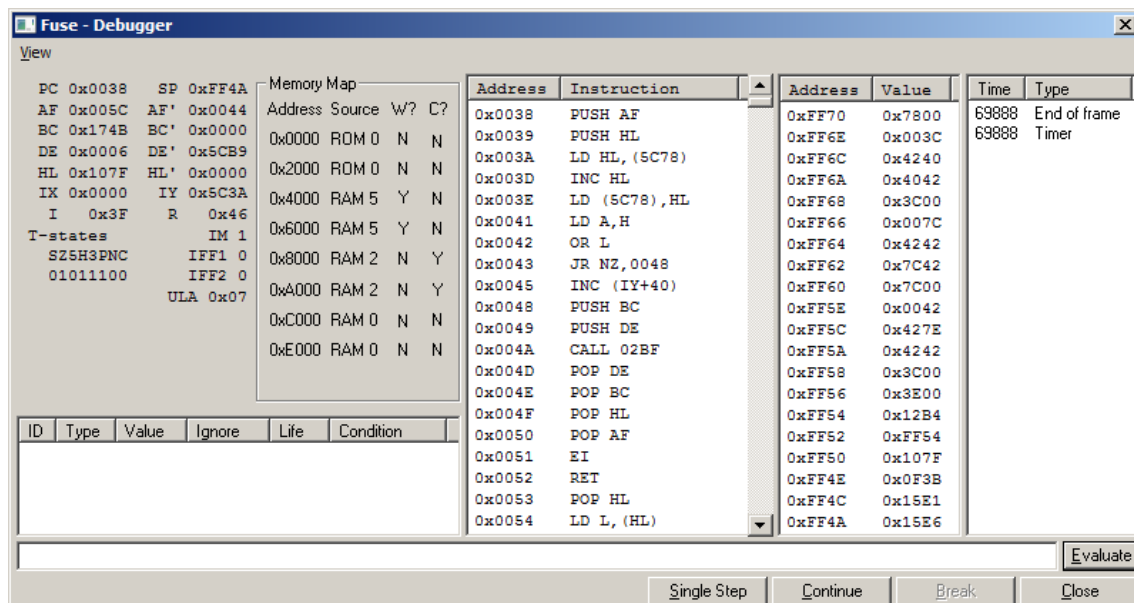 Fuse - Debugger
View
PC 0x0038 SP 0xFF4A
AF 0x005C AF' 0x0044
BC 0x174B BC' 0x0000
DE 0x0006 DE' 0x5CB9
HL 0x107F HL' 0x0000
IX 0x0000 IY 0x5C3A
I 0x3F R 0x46
T-states IM 1
SZ5H3PNC IFF1 0
01011100 IFF2 0
ULA 0x07
Memory Map
Address Source W? C?
0x0000 ROM 0 N N
0x2000 ROM 0 N N
0x4000 RAM 5 Y N
0x6000 RAM 5 Y N
0x8000 RAM 2 N Y
0xA000 RAM 2 N Y
0xC000 RAM 0 N N
0xE000 RAM 0 N N
Address Instruction
0x0038 PUSH AF
0x0039 PUSH HL
0x003A LD HL,(5C78)
0x003D INC HL
0x003E LD (5C78),HL
0x0041 LD A,H
0x0042 OR L
0x0043 JR NZ,0048
0x0045 INC (IY+40)
0x0048 PUSH BC
0x0049 PUSH DE
0x004A CALL 02BF
0x004D POP DE
0x004E POP BC
0x004F POP HL
0x0050 POP AF
0x0051 EI
0x0052 RET
0x0053 POP HL
0x0054 LD L,(HL)
Address Value
0xFF70 0x7800
0xFF6E 0x003C
0xFF6C 0x4240
0xFF6A 0x4042
0xFF68 0x3C00
0xFF66 0x007C
0xFF64 0x4242
0xFF62 0x7C42
0xFF60 0x7C00
0xFF5E 0x0042
0xFF5C 0x427E
0xFF5A 0x4242
0xFF58 0x3C00
0xFF56 0x3E00
0xFF54 0x12B4
0xFF52 0xFF54
0xFF50 0x107F
0xFF4E 0x0F3B
0xFF4C 0x15E1
0xFF4A 0x15E6
Time Type
69888 End of frame
69888 Timer
ID Type Value Ignore Life Condition
Evaluate
Single Step Continue Break Close